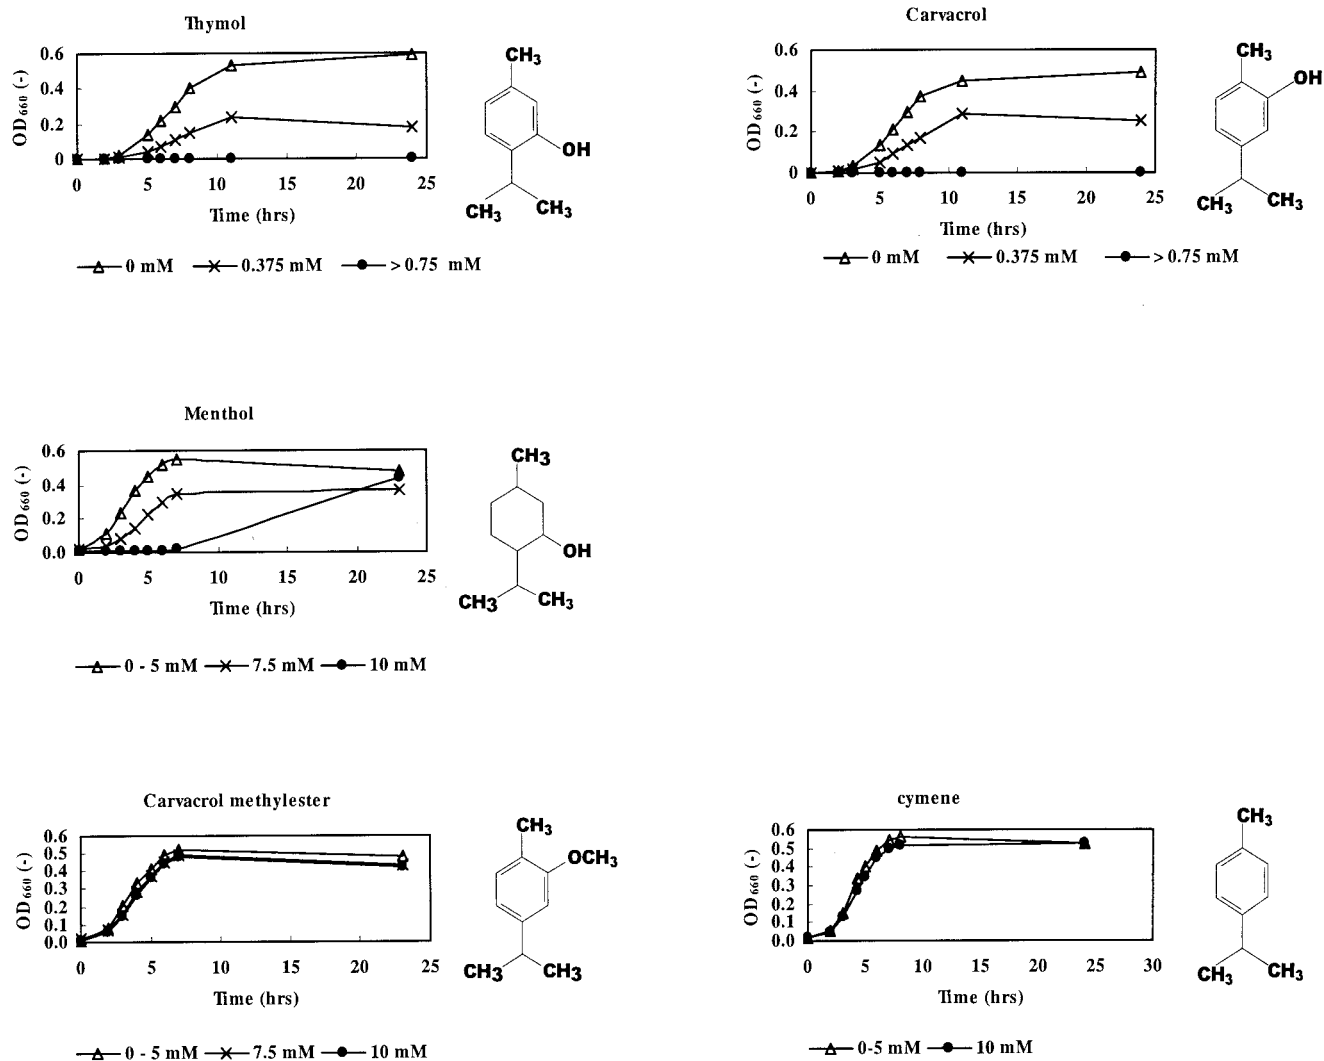 Thymol
0.6
0.4
0.2
0
OD660 (-)
0 5 10 15 20 25
Time (hrs)
0 mM 0.375 mM > 0.75 mM
CH3
OH
CH3 CH3
Carvacrol
0.6
0.4
0.2
0
OD660 (-)
0 5 10 15 20 25
Time (hrs)
0 mM 0.375 mM > 0.75 mM
CH3
OH
CH3 CH3
Menthol
0.6
0.4
0.2
0.0
OD660 (-)
0 5 10 15 20 25
Time (hrs)
0 - 5 mM 7.5 mM 10 mM
CH3
OH
CH3 CH3
Carvacrol methylester
0.6
0.5
0.4
0.3
0.2
0.1
0.0
OD660 (-)
0 5 10 15 20 25
Time (hrs)
0 - 5 mM 7.5 mM 10 mM
CH3
OCH3
CH3 CH3
cymene
0.6
0.5
0.4
0.3
0.2
0.1
0.0
OD660 (-)
0 5 10 15 20 25 30
Time (hrs)
0-5 mM 10 mM
CH3
CH3 CH3